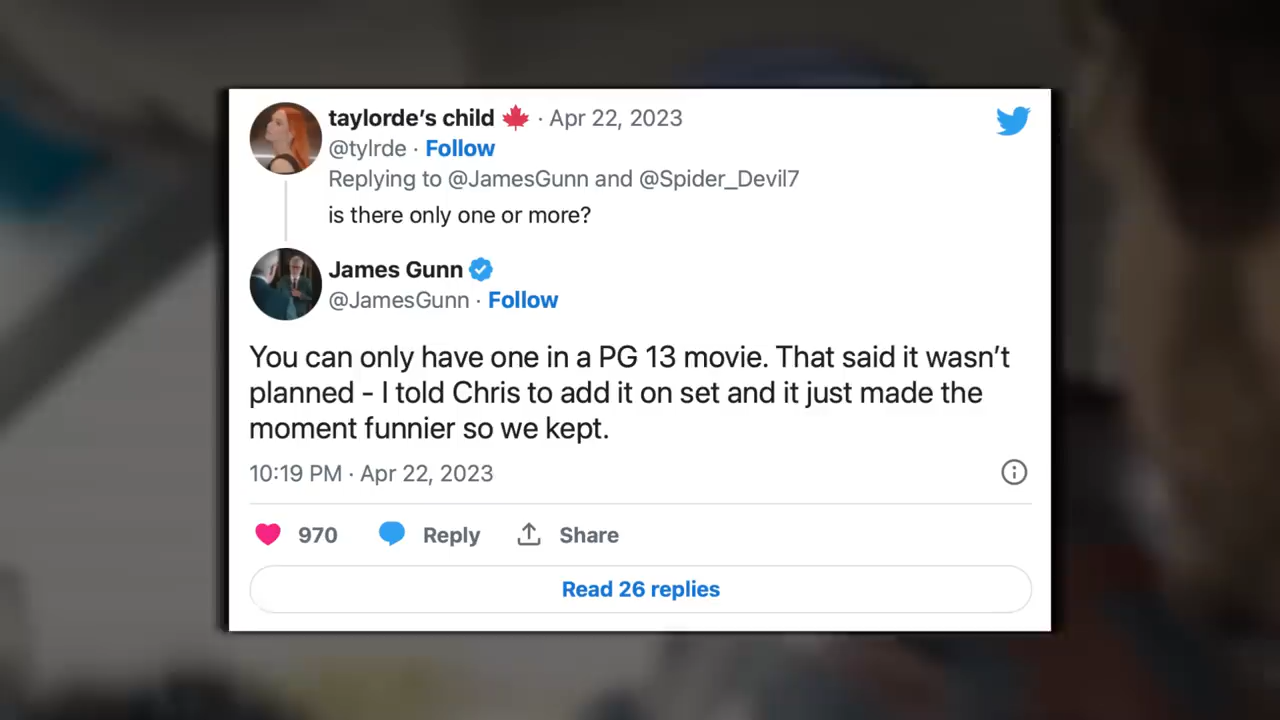 taylorde’s child 🍁 · Apr 22, 2023
@tylrde · Follow
Replying to @JamesGunn and @Spider_Devil7
is there only one or more?
James Gunn
@JamesGunn · Follow
You can only have one in a PG 13 movie. That said it wasn’t
planned - I told Chris to add it on set and it just made the
moment funnier so we kept.
10:19 PM · Apr 22, 2023
970 Reply Share
Read 26 replies